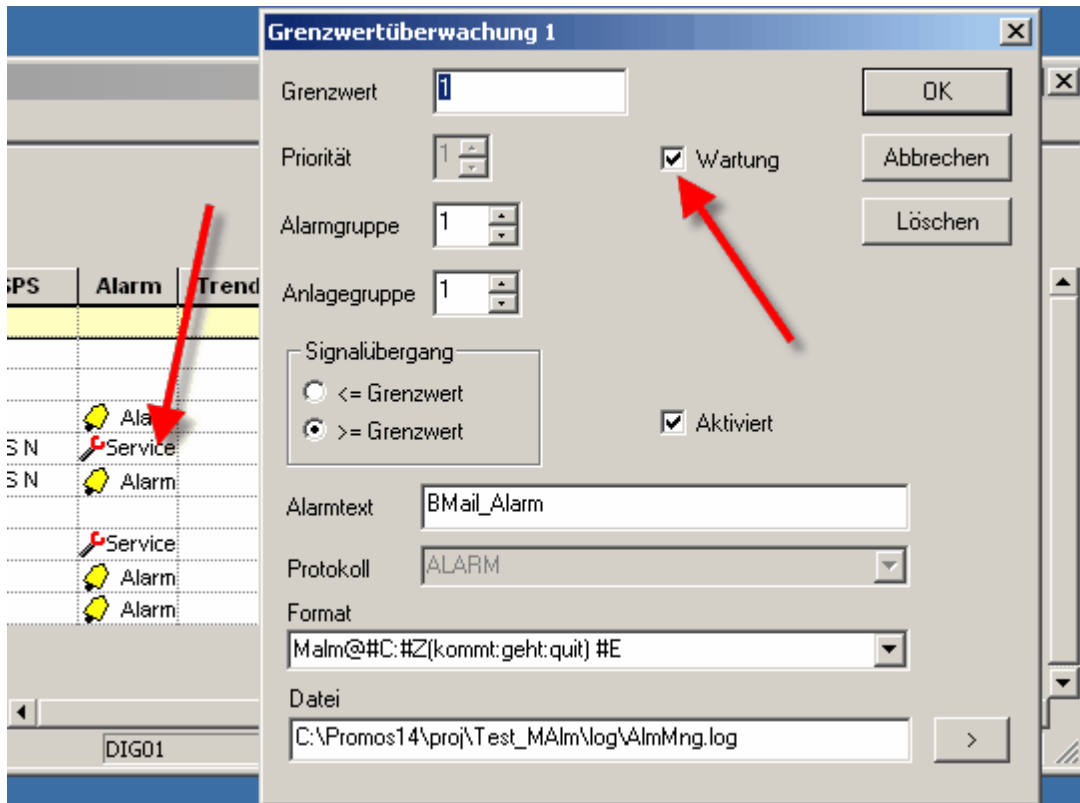 Grenzwertüberwachung 1
Grenzwert 1 OK
Priorität 1 Wartung Abbrechen
Alarmgruppe 1 Löschen
Anlagegruppe 1
SPS Alarm Trend
Signalübergang
<= Grenzwert
>= Grenzwert Aktiviert
Ala
S N Service
S N Alarm
Service
Alarm
Alarm
Alarmtext BMail_Alarm
Protokoll ALARM
Format
Malm@#C:#Z(kommt:geht:quit) #E
Datei
C:\Promos14\proj\Test_MAlm\log\AlmMng.log >
DIG01